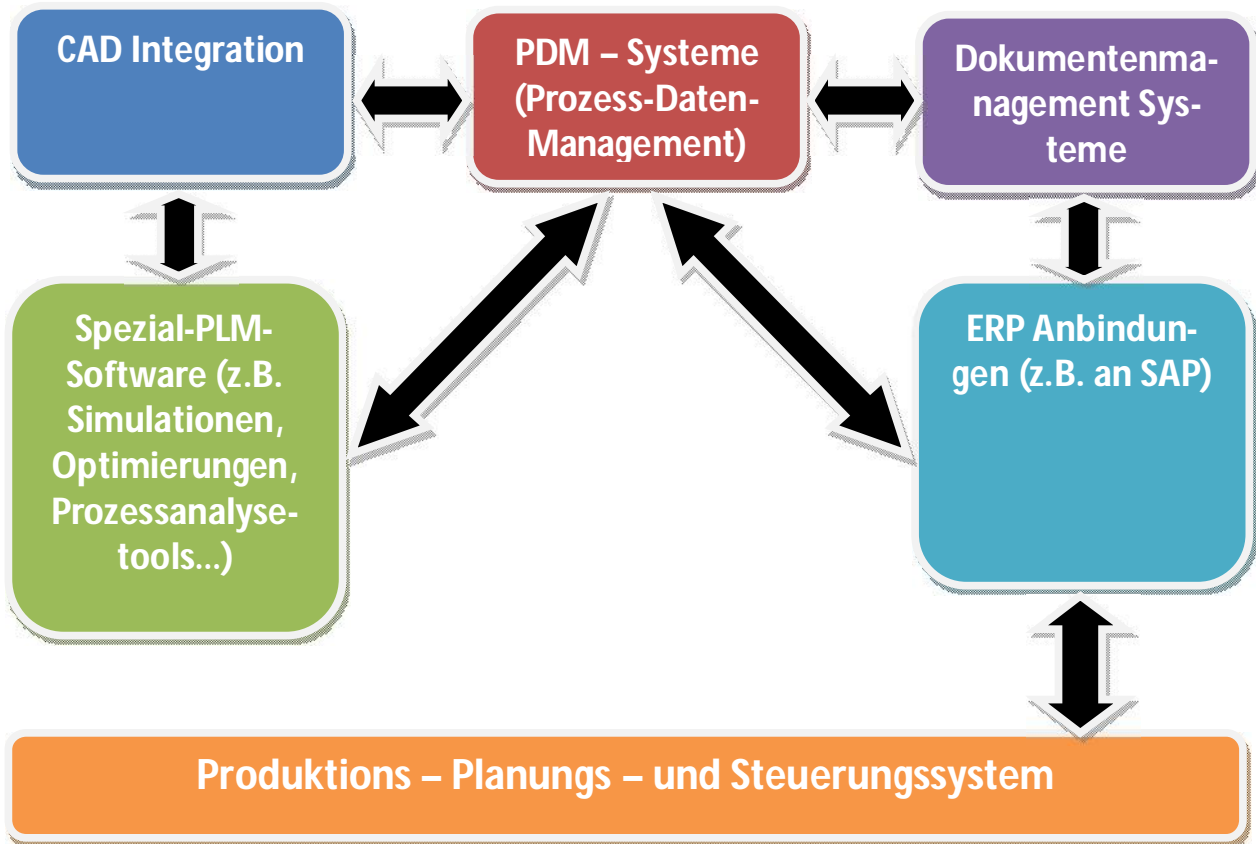 CAD Integration
PDM – Systeme
(Prozess-Daten-
Management)
Dokumentenma-
nagement Sys-
teme
Spezial-PLM-
Software (z.B.
Simulationen,
Optimierungen,
Prozessanalyse-
tools...)
ERP Anbindun-
gen (z.B. an SAP)
Produktions – Planungs – und Steuerungssystem